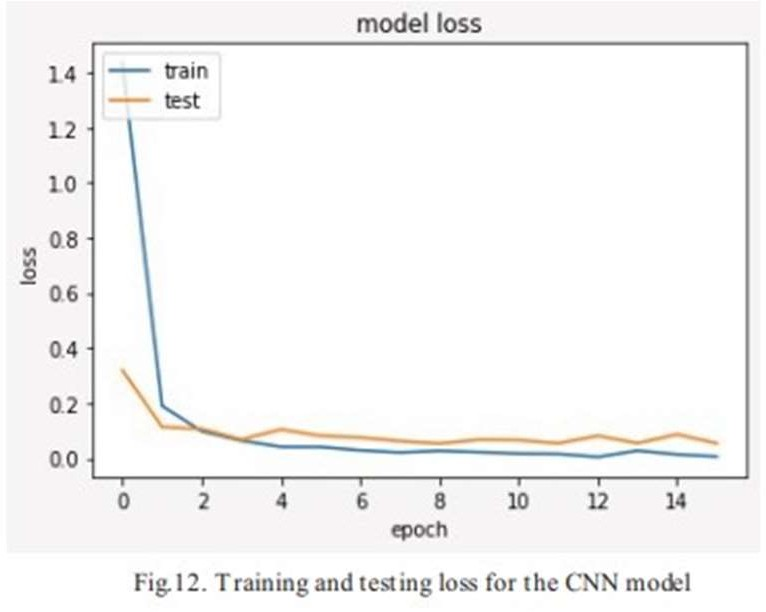 model loss
train
test
1.4
1.2
1.0
0.8
0.6
0.4
0.2
0.0
loss
0 2 4 6 8 10 12 14
epoch
Fig.12. Training and testing loss for the CNN model